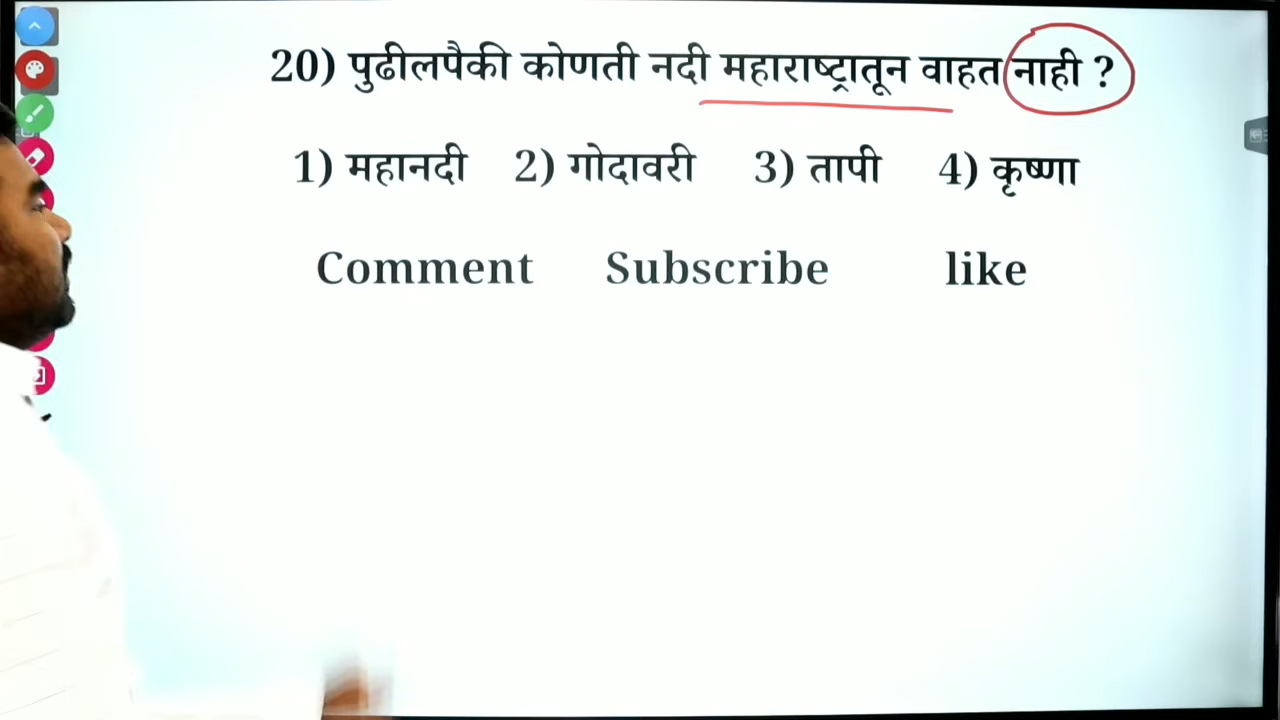 20) पुढीलपैकी कोणती नदी महाराष्ट्रातून वाहत नाही ?
1) महानदी 2) गोदावरी 3) तापी 4) कृष्णा
Comment Subscribe like